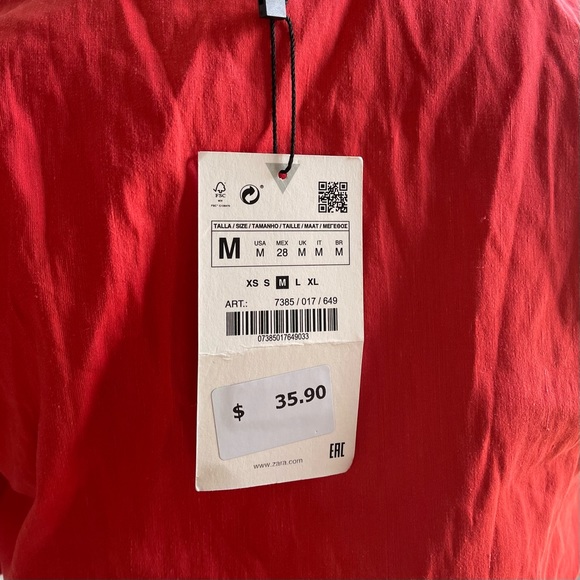 FSC
TALLA / SIZE / TAMANHO / TAILLE / MAAT / ΜΕΓΕΘΟΣ
M USA M MEX 28 UK M IT M BR M
XS S M L XL
ART.: 7385 / 017 / 649
07385017649033
$ 35.90
EAC
www.zara.com